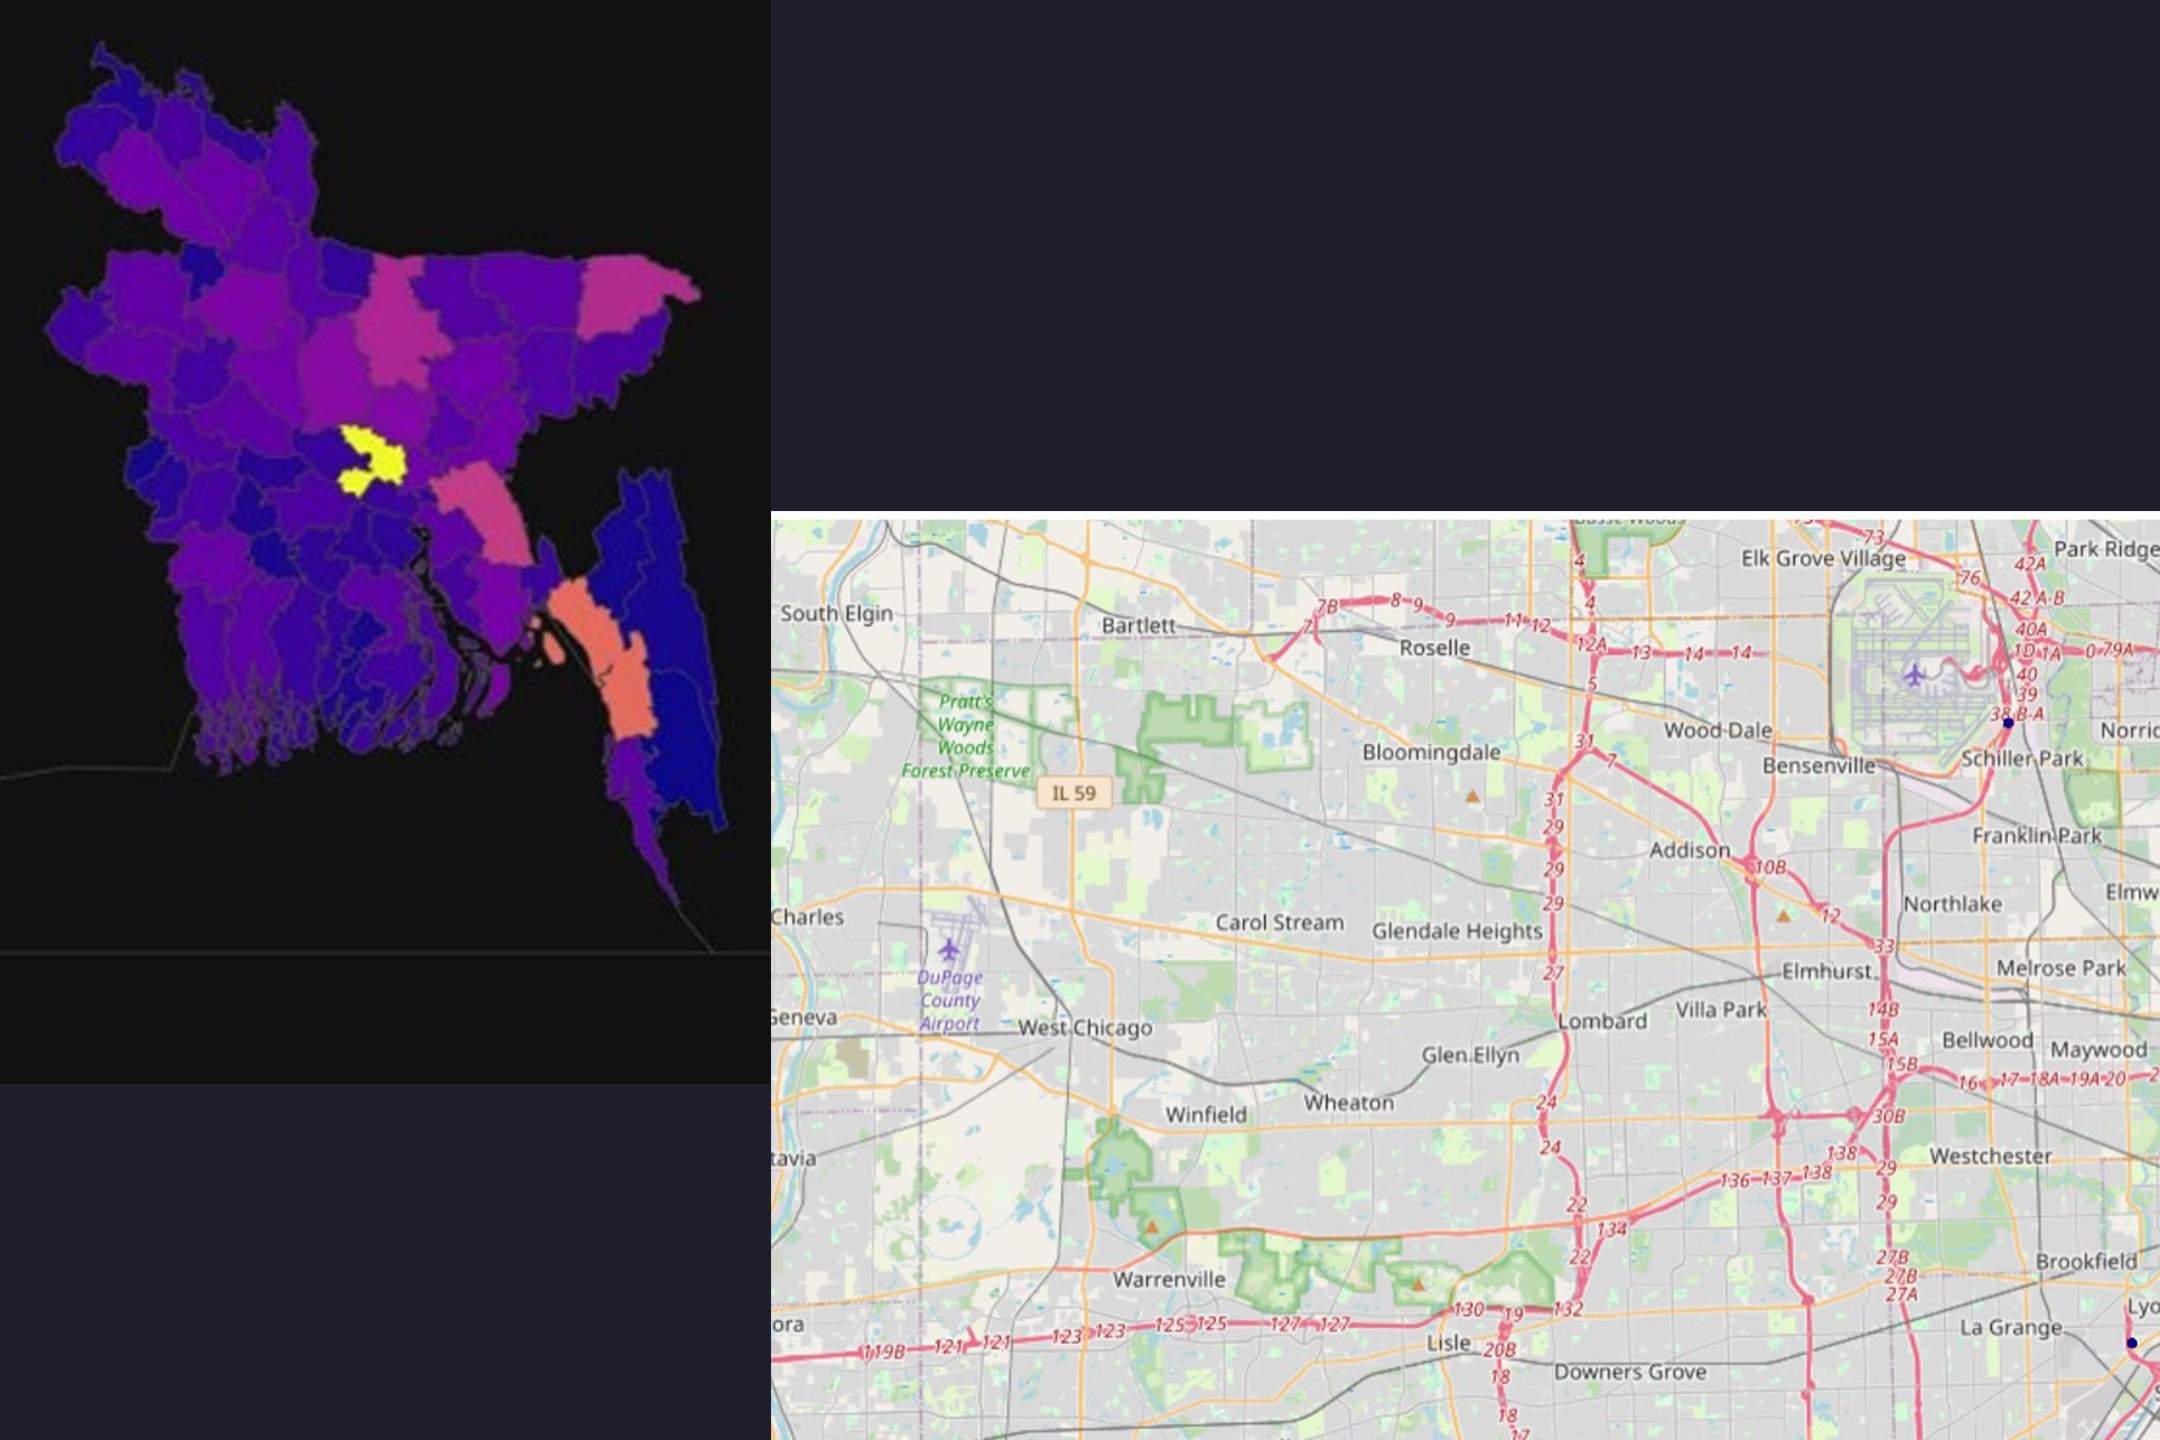 73
Elk Grove Village
Park Ridge
4
42A
76
4
42 A-B
South Elgin
Bartlett
7B
8
9
9
11
12
7
40A
12A
13
14
14
1D
1A
0
79A
Roselle
40
5
39
Pratt's
Wayne
Woods
Forest Preserve
38 B-A
Wood Dale
Norric
31
Bloomingdale
7
Bensenville
Schiller Park
IL 59
31
29
Franklin Park
Addison
29
10B
Elmw
29
Northlake
Charles
12
Carol Stream
Glendale Heights
33
27
Elmhurst
Melrose Park
DuPage
County
Airport
14B
Geneva
West Chicago
Lombard
Villa Park
15A
Bellwood
Maywood
Glen Ellyn
15B
16
17
18A
19A
20
2
Winfield
Wheaton
24
30B
24
tavia
138
Westchester
136
137
138
29
22
29
134
22
27B
Brookfield
Warrenville
27B
27A
130
19
132
Lyo
ora
123
123
125
125
127
127
La Grange
119B
121
121
Lisle
20B
18
Downers Grove
18
17